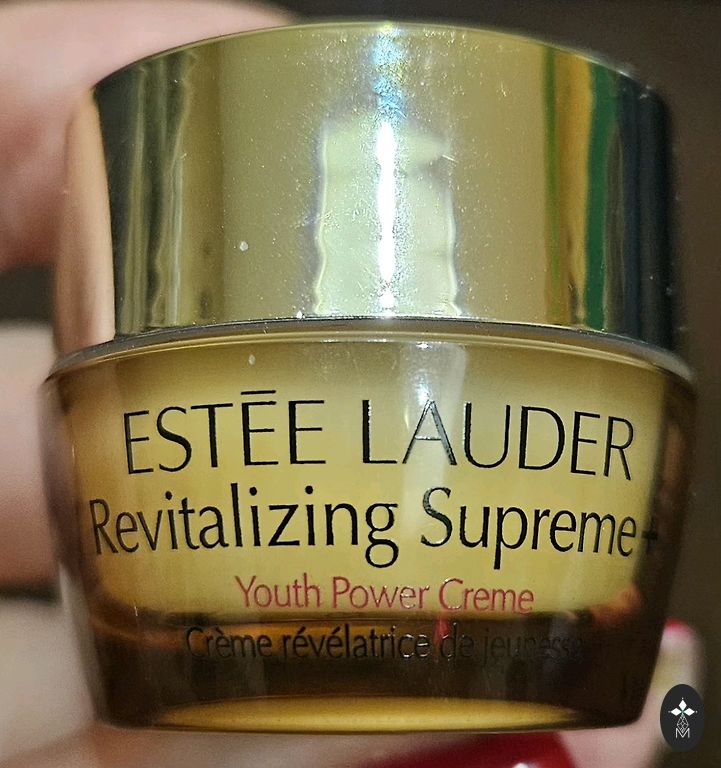 ESTĒE LAUDER
Revitalizing Supreme+
Youth Power Creme
Crème révélatrice de jeunesse
M